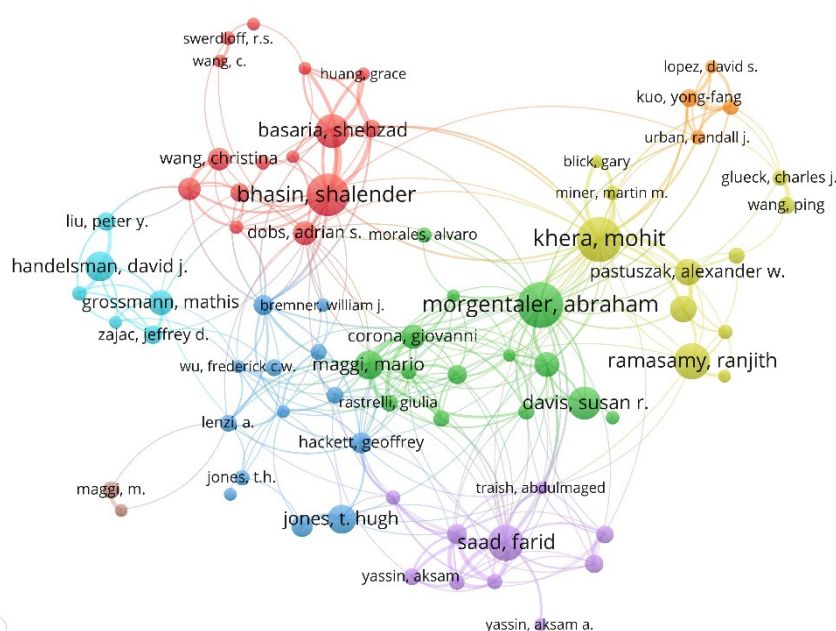 swerdloff, r.s.
wang, c.
huang, grace
lopez, david s.
kuo, yong-fang
basaria, shehzad
urban, randall j.
wang, christina
blick, gary
glueck, charles j.
bhasin, shalender
miner, martin m.
wang, ping
liu, peter y.
dobs, adrian s.
morales, alvaro
khera, mohit
handelsman, david j.
pastuszak, alexander w.
grossmann, mathis
bremner, william j.
morgentaler, abraham
zajac, jeffrey d.
corona, giovanni
wu, frederick c.w.
maggi, mario
ramasamy, ranjith
rastrelli, giulia
davis, susan r.
lenzi, a.
hackett, geoffrey
maggi, m.
jones, t.h.
traish, abdulmaged
jones, t. hugh
saad, farid
yassin, aksam
yassin, aksam a.